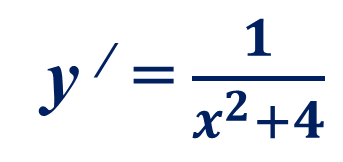 y′ = 1/(x²+4)